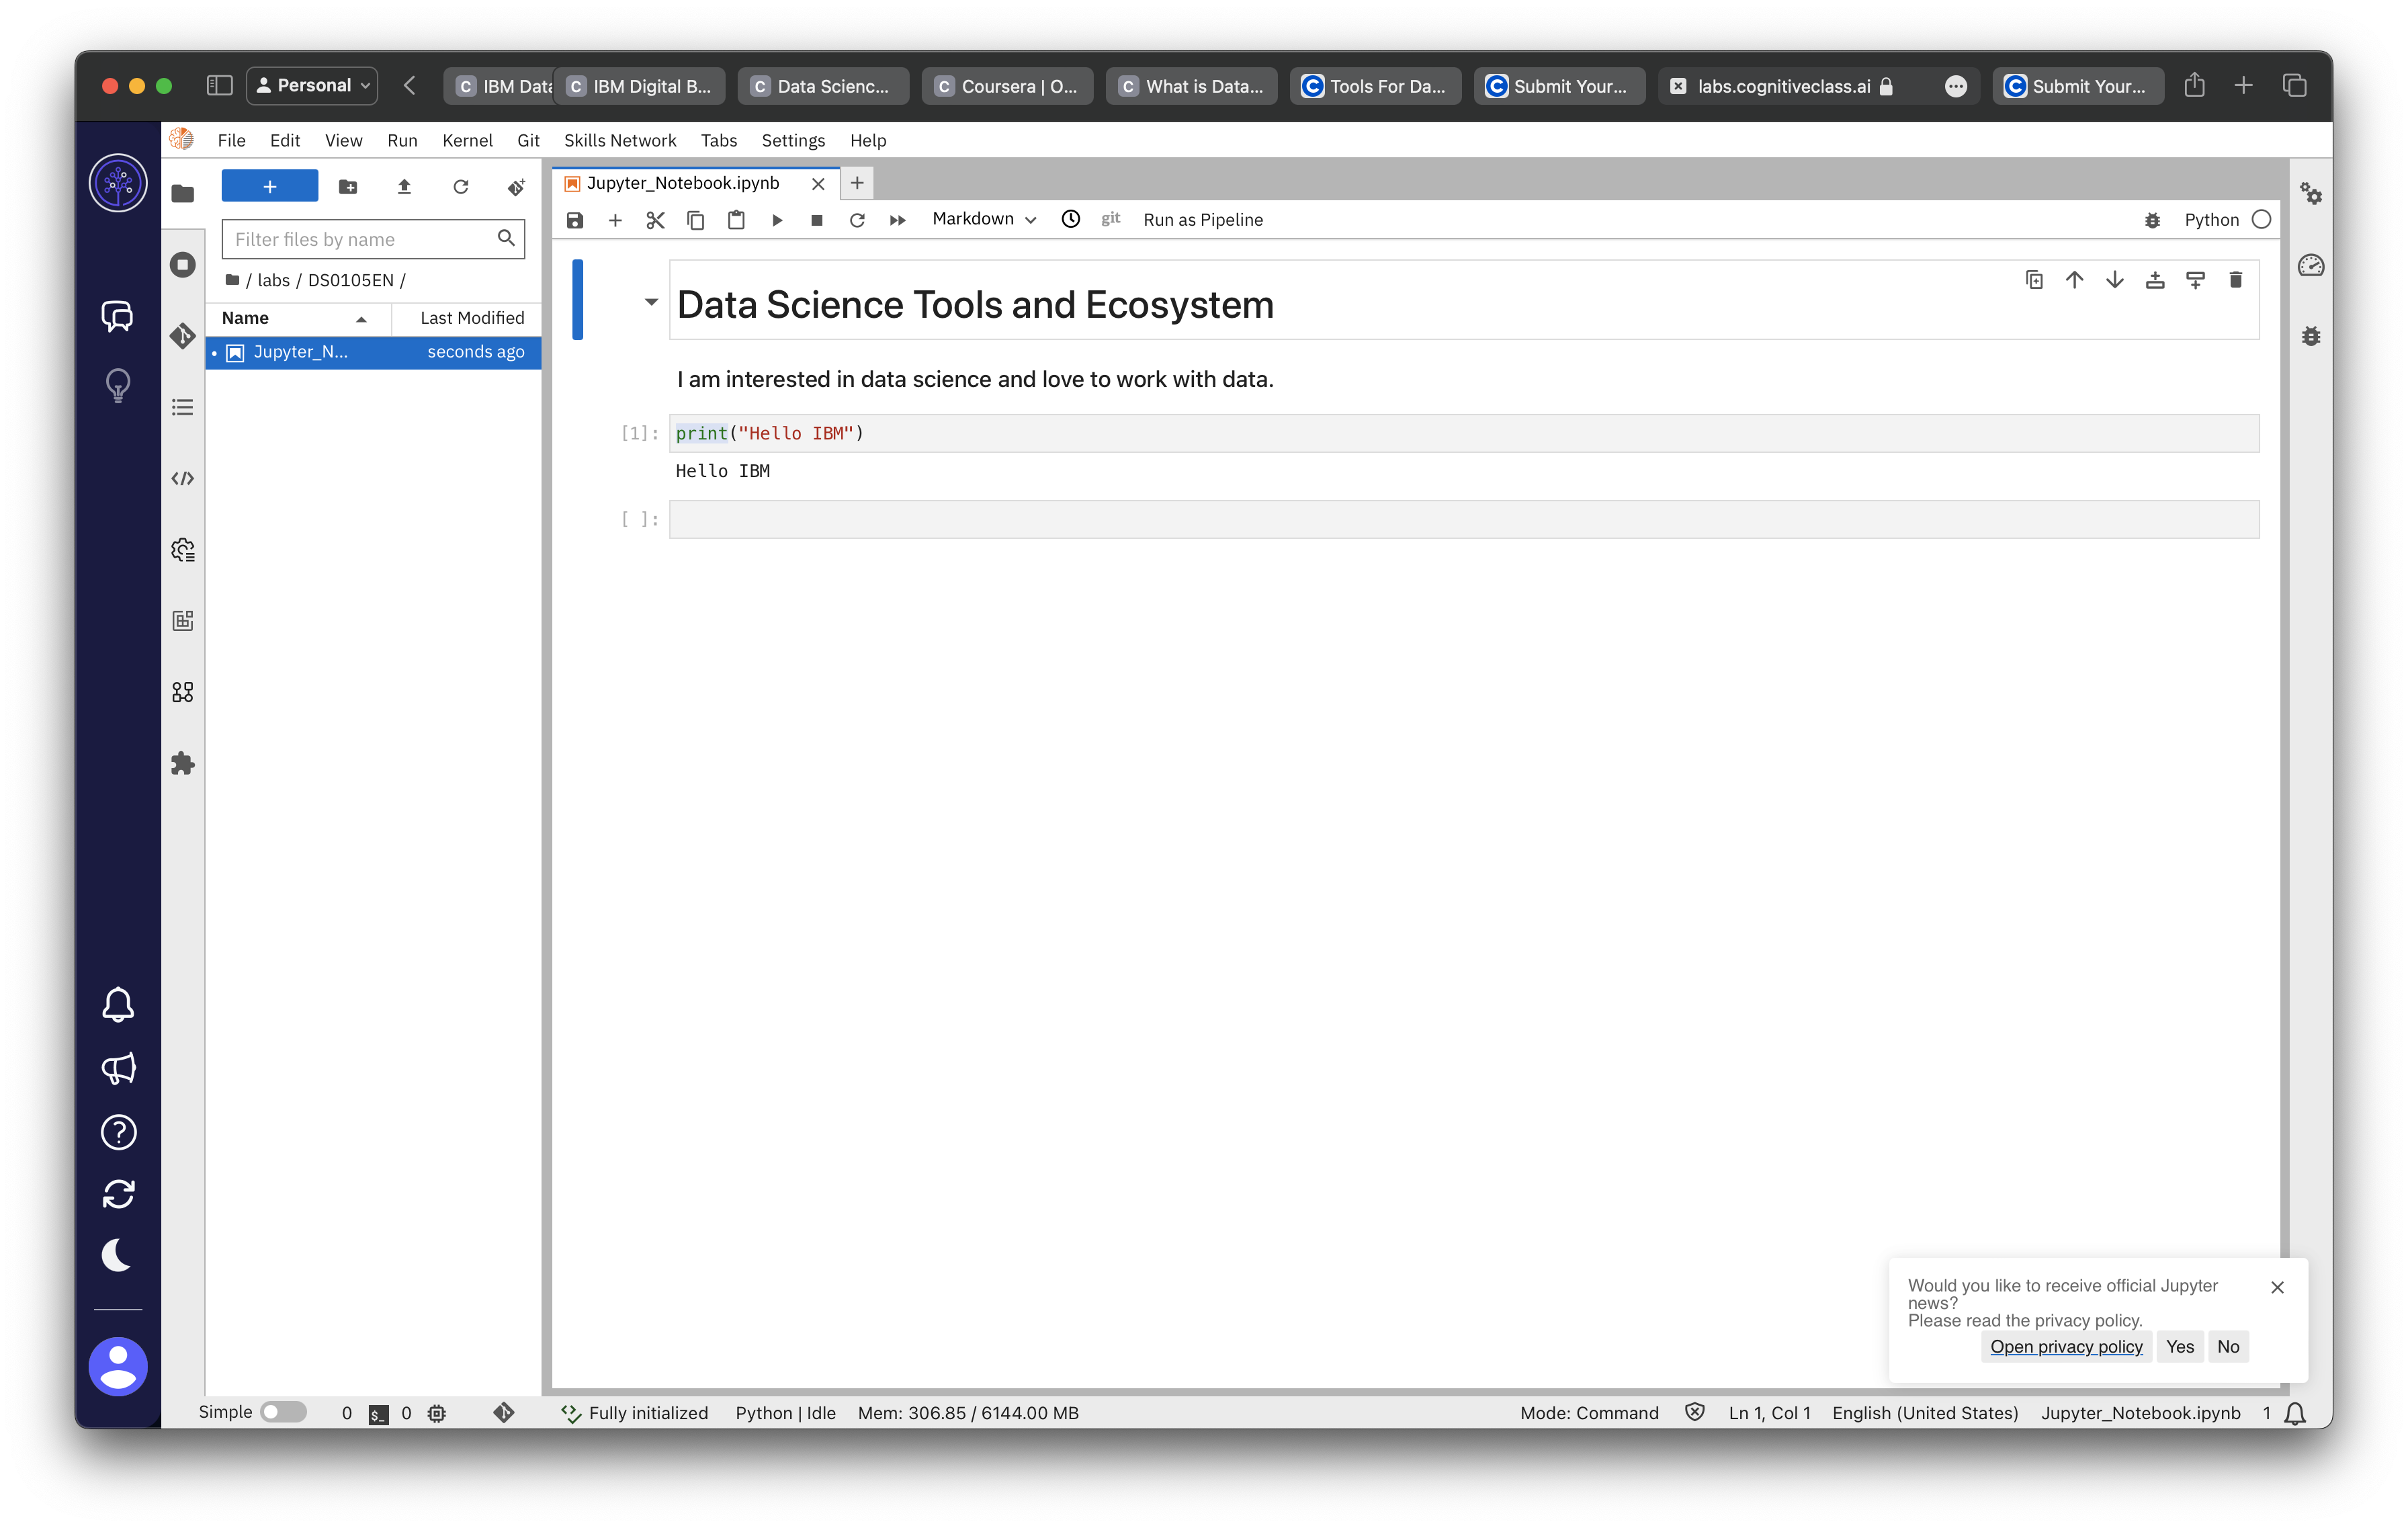 Personal
IBM Data
IBM Digital B...
Data Scienc...
Coursera | O...
What is Data...
Tools For Da...
Submit Your...
labs.cognitiveclass.ai
Submit Your...
File Edit View Run Kernel Git Skills Network Tabs Settings Help
+
Filter files by name
/ labs / DS0105EN /
Name Last Modified
Jupyter_N... seconds ago
Jupyter_Notebook.ipynb
Markdown git Run as Pipeline Python
Data Science Tools and Ecosystem
I am interested in data science and love to work with data.
[1]: print("Hello IBM")
Hello IBM
[ ]:
Would you like to receive official Jupyter
news?
Please read the privacy policy.
Open privacy policy Yes No
Simple 0 $_ 0 Fully initialized Python | Idle Mem: 306.85 / 6144.00 MB Mode: Command Ln 1, Col 1 English (United States) Jupyter_Notebook.ipynb 1